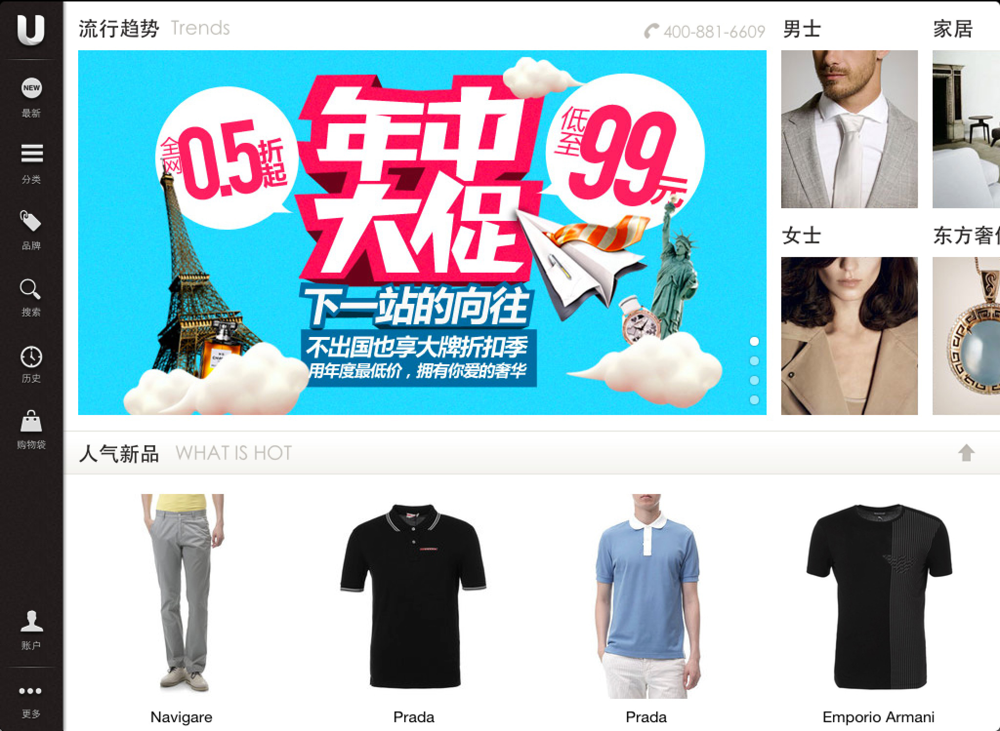 U
NEW
最新
分类
品牌
搜索
历史
购物袋
账户
更多
流行趋势 Trends
400-881-6609
全网0.5折起
年中
大促
低至99元
下一站的向往
不出国也享大牌折扣季
用年度最低价，拥有你爱的奢华
男士
家居
女士
东方奢
人气新品 WHAT IS HOT
Navigare
Prada
Prada
Emporio Armani